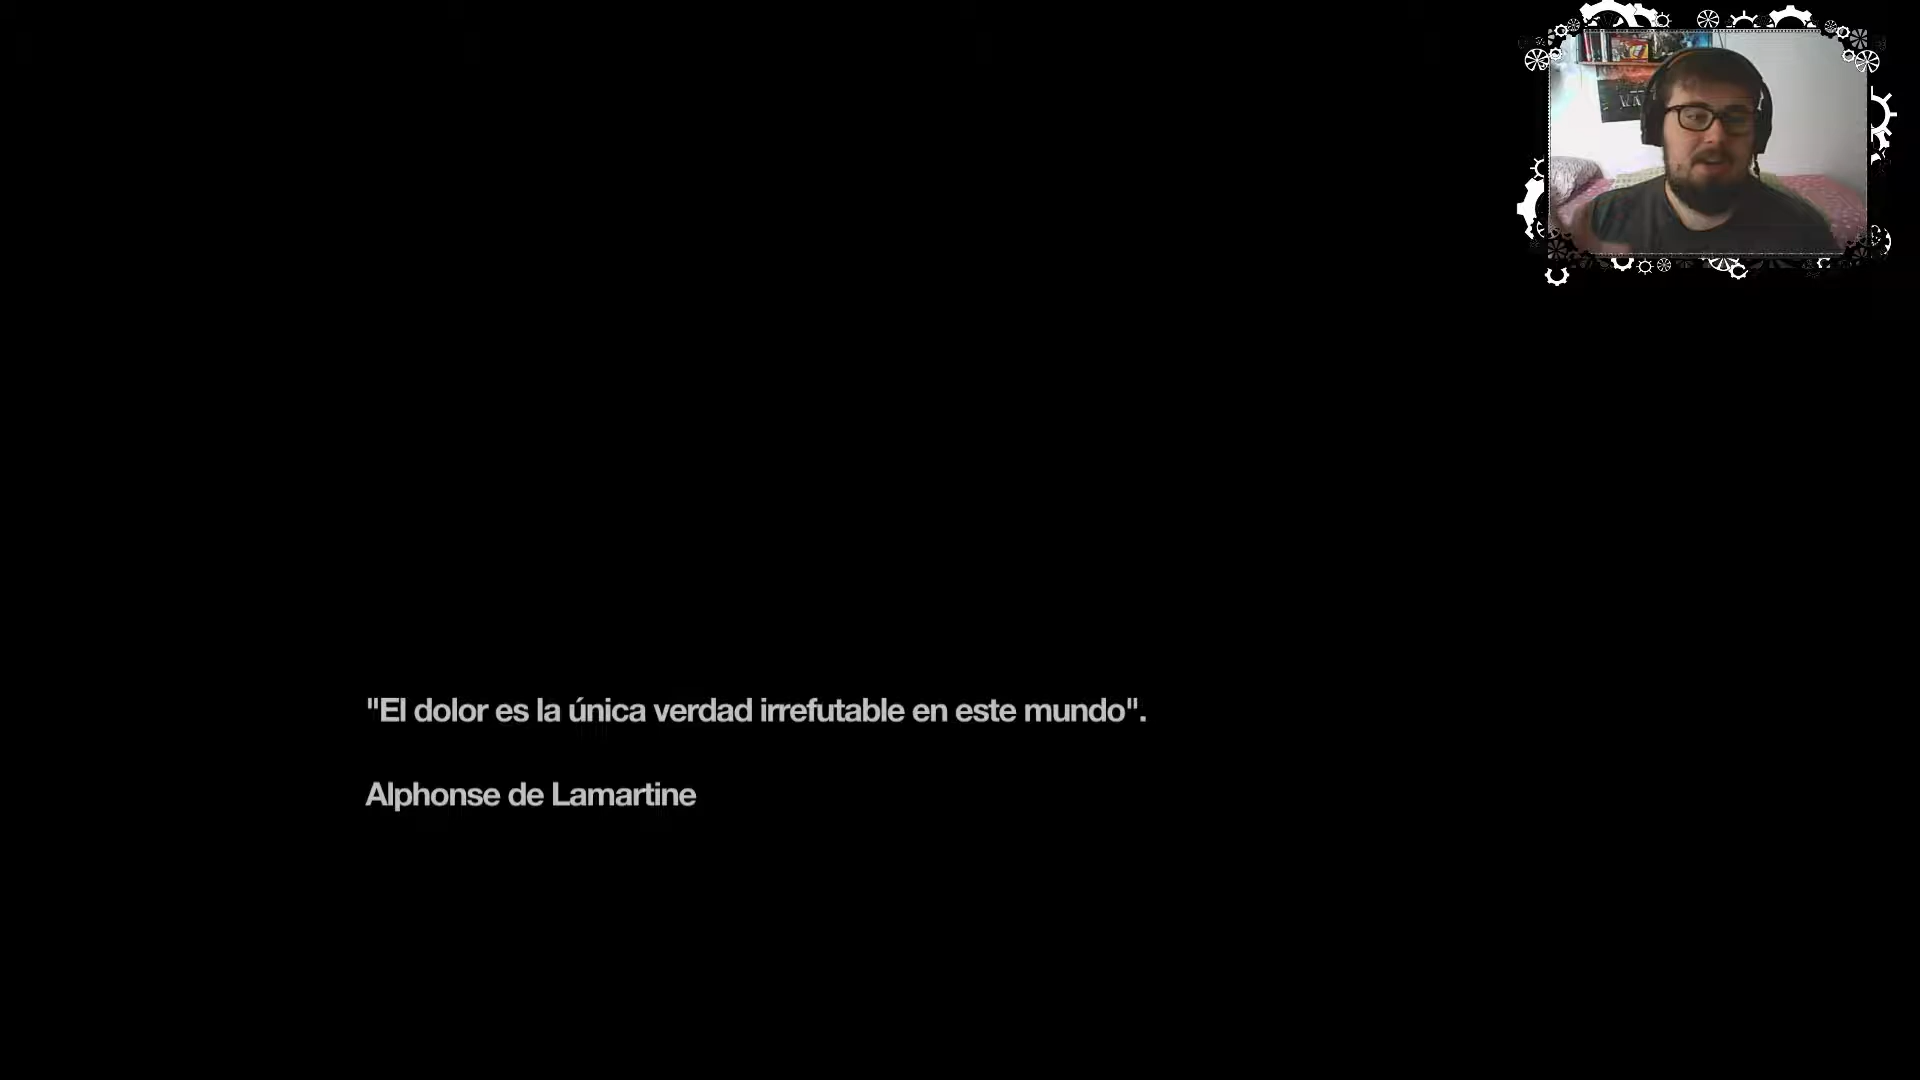 "El dolor es la única verdad irrefutable en este mundo".
Alphonse de Lamartine